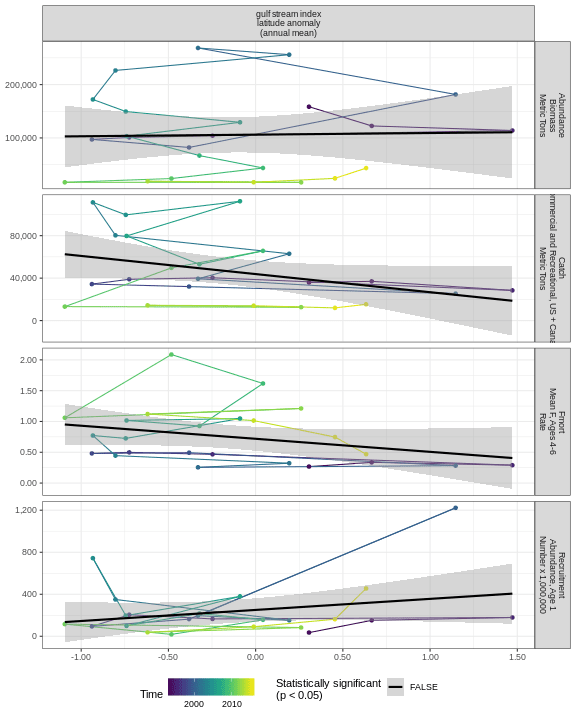 gulf stream index
latitude anomaly
(annual mean)
200,000
100,000
Abundance
Biomass
Metric Tons
80,000
40,000
0
Catch
and Recreational, US +
Metric Tons
2.00
1.50
1.00
0.50
0.00
Fmort
Mean F, Ages 4-6
Rate
1,200
800
400
0
Recruitment
Abundance, Age 1
Number x 1,000,000
-1.00
-0.50
0.00
0.50
1.00
1.50
Time
2000
2010
Statistically significant
(p < 0.05)
FALSE